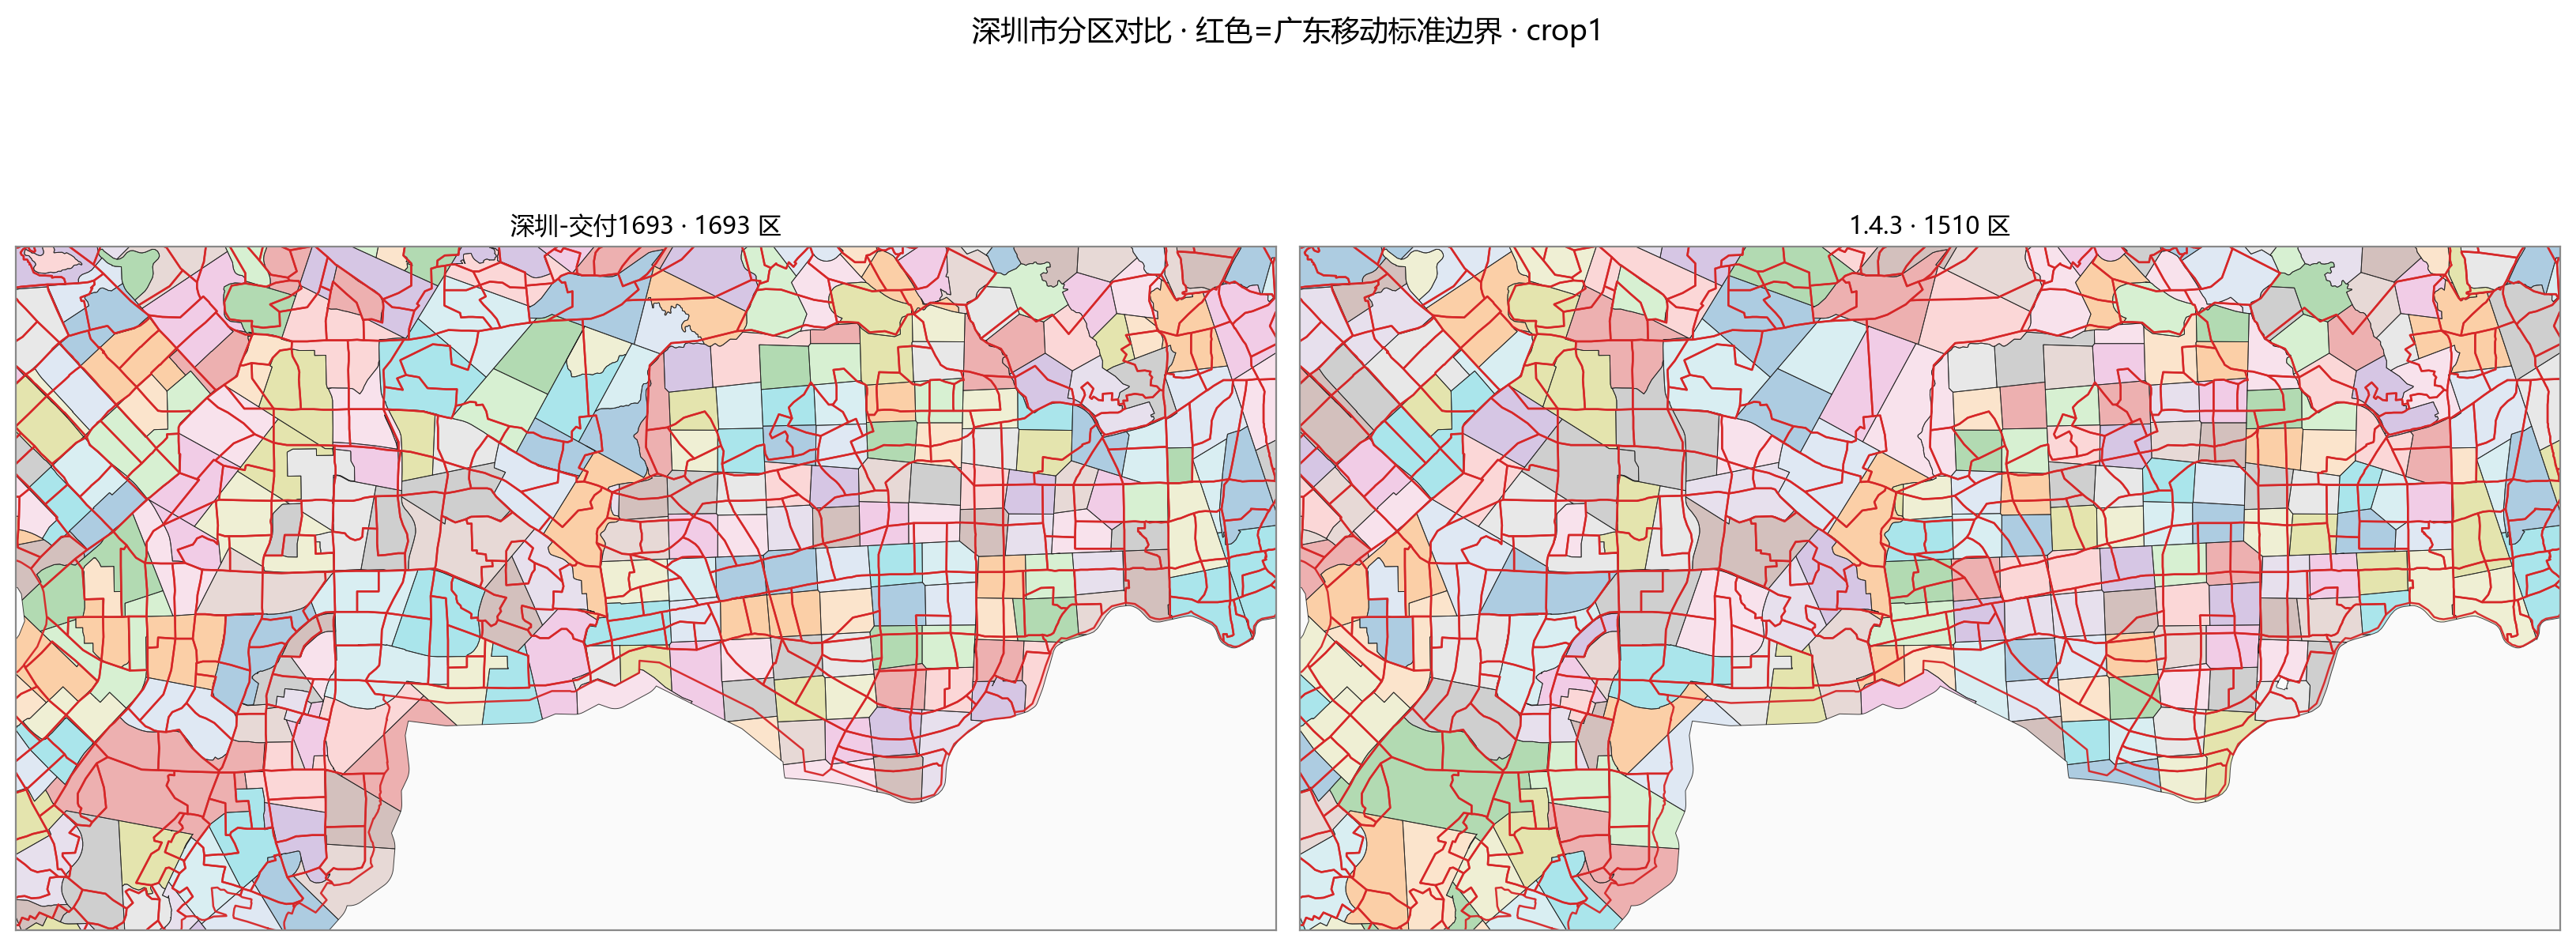 深圳市分区对比 · 红色=广东移动标准边界 · crop1
深圳-交付1693 · 1693 区
1.4.3 · 1510 区